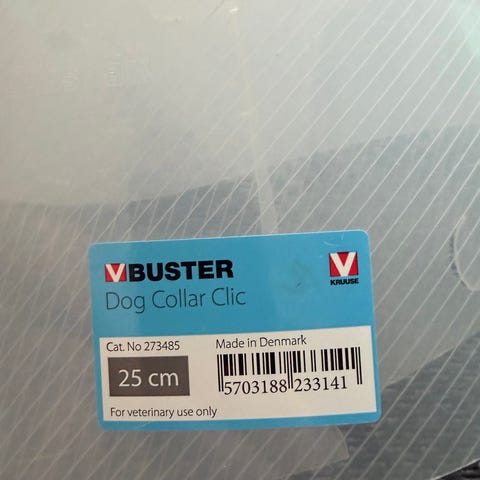 VBUSTER
Dog Collar Clic
V
KRUUSE
Cat. No 273485
Made in Denmark
25 cm
5703188 233141
For veterinary use only